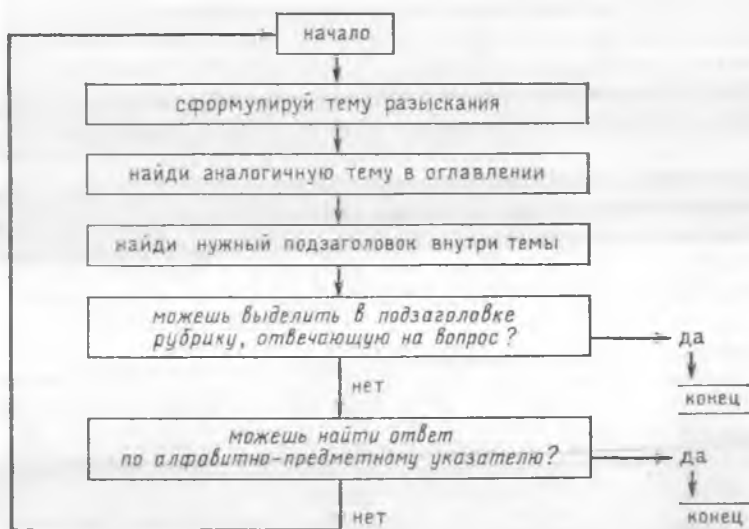 начало
сформулируй тему разыскания
найди аналогичную тему в оглавлении
найди нужный подзаголовок внутри темы
можешь выделить в подзаголовке
рубрику, отвечающую на вопрос?
да
конец
нет
можешь найти ответ
по алфавитно-предметному указателю?
да
конец
нет